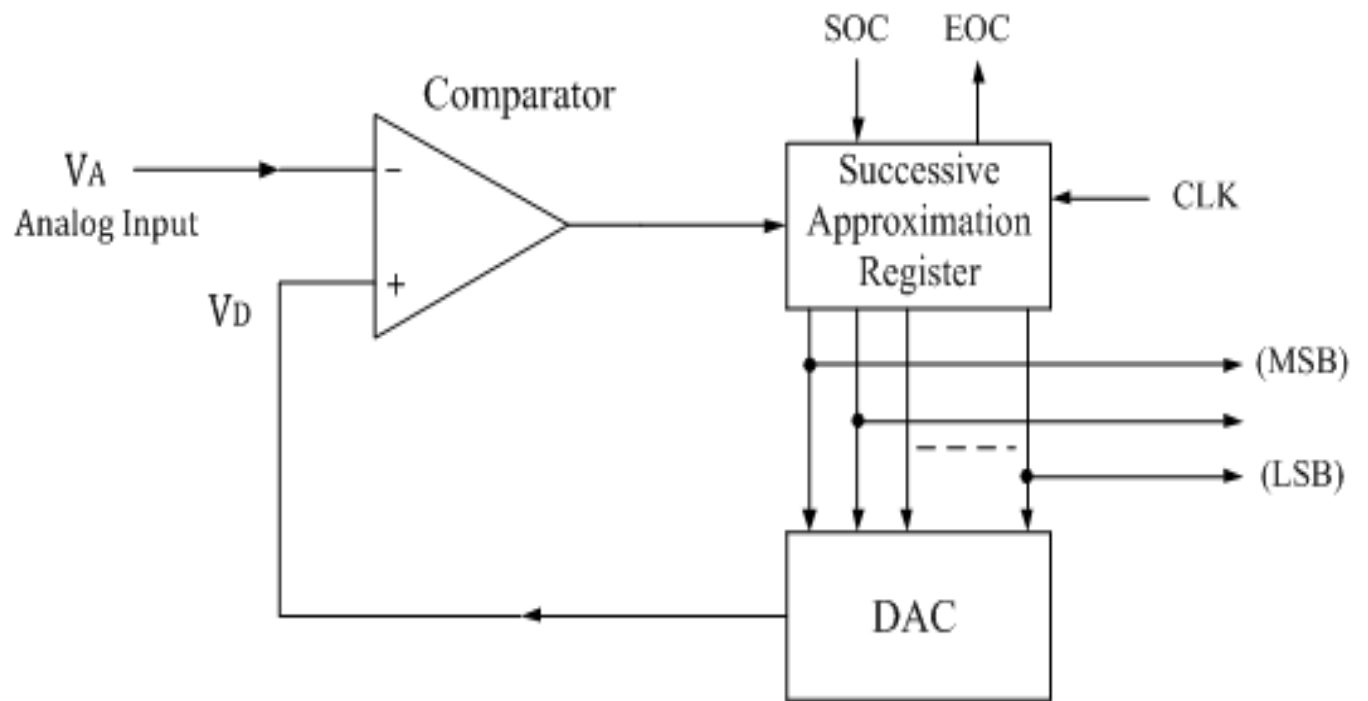 SOC
EOC
Comparator
VA
Analog Input
−
Successive
Approximation
Register
CLK
+
VD
(MSB)
(LSB)
DAC